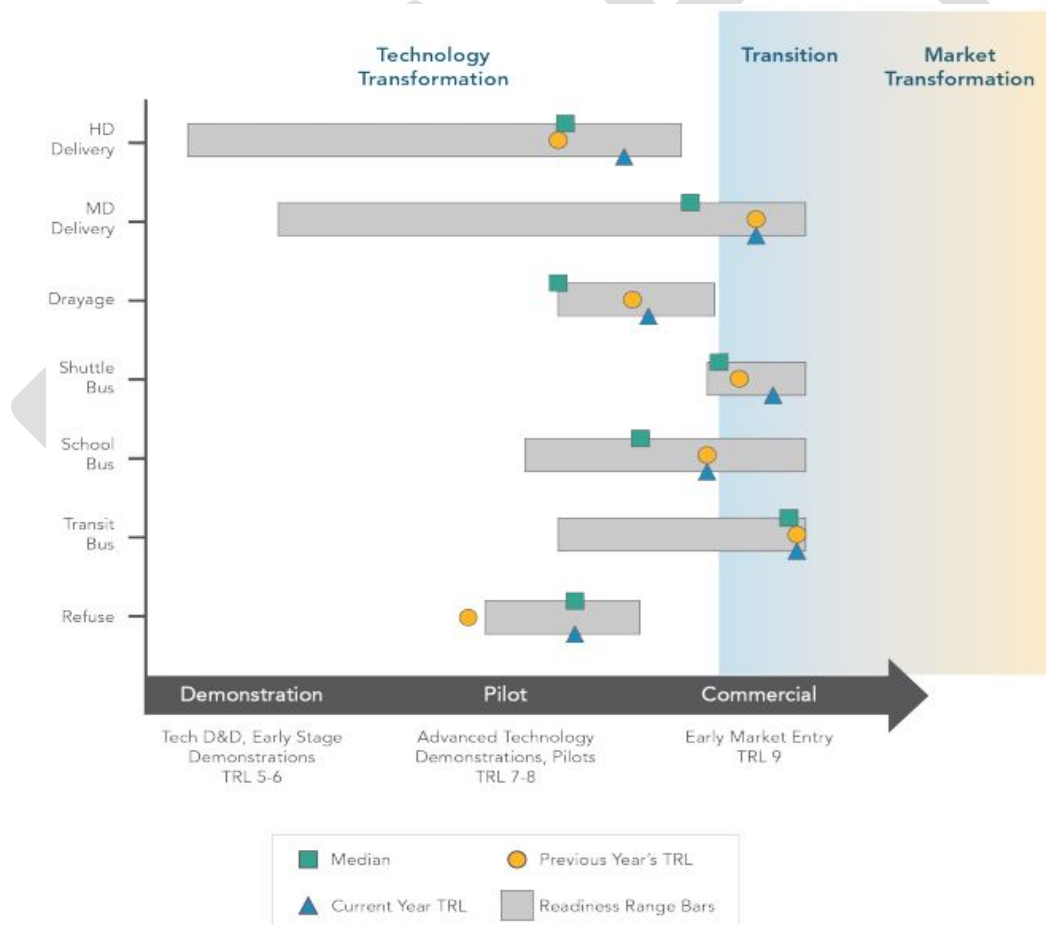 Technology
Transformation
Transition
Market
Transformation
HD
Delivery
MD
Delivery
Drayage
Shuttle
Bus
School
Bus
Transit
Bus
Refuse
Demonstration
Pilot
Commercial
Tech D&D, Early Stage
Demonstrations
TRL 5-6
Advanced Technology
Demonstrations, Pilots
TRL 7-8
Early Market Entry
TRL 9
Median
Previous Year's TRL
Current Year TRL
Readiness Range Bars